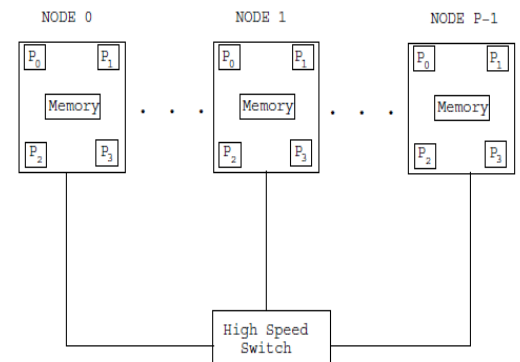 NODE 0
NODE 1
NODE P-1
P0 P1
Memory
P2 P3
P0 P1
Memory
P2 P3
P0 P1
Memory
P2 P3
. . .
. . .
High Speed
Switch